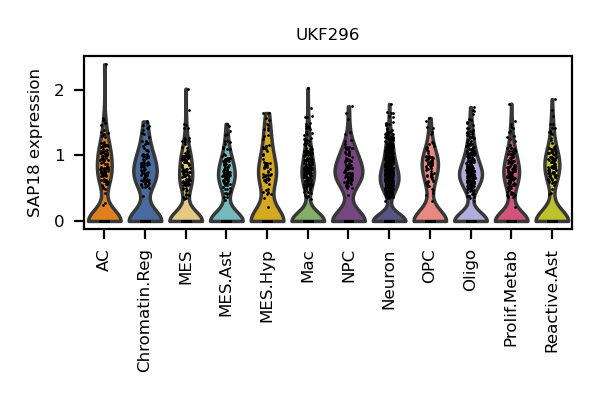 UKF296
SAP18 expression
2
1
0
AC
Chromatin.Reg
MES
MES.Ast
MES.Hyp
Mac
NPC
Neuron
OPC
Oligo
Prolif.Metab
Reactive.Ast